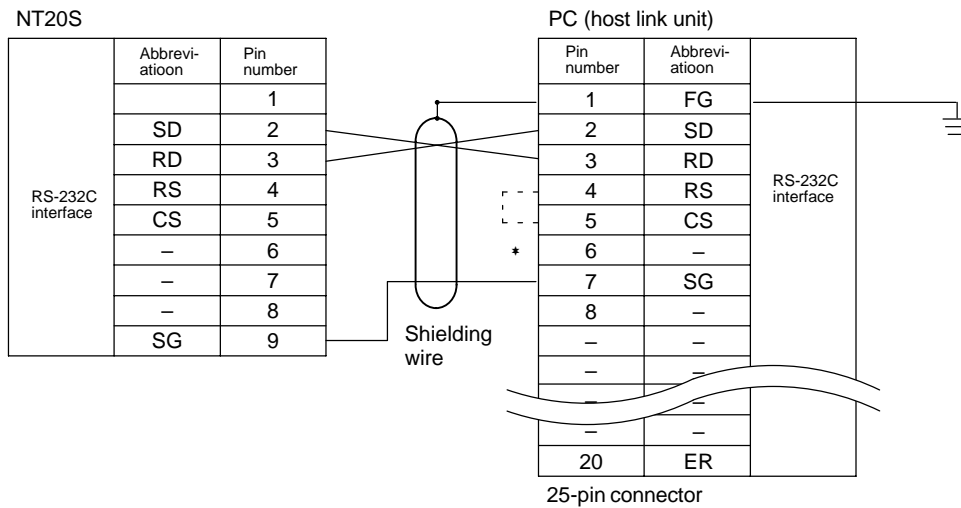 NT20S
PC (host link unit)
Abbrevi-
atioon
Pin
number
Pin
number
Abbrevi-
atioon
1
1 FG
SD 2
2 SD
RD 3
3 RD
RS 4
4 RS
CS 5
5 CS
– 6
* 6 –
– 7
7 SG
– 8
8 –
SG 9
– –
– –
– –
– –
20 ER
RS-232C
interface
RS-232C
interface
Shielding
wire
25-pin connector